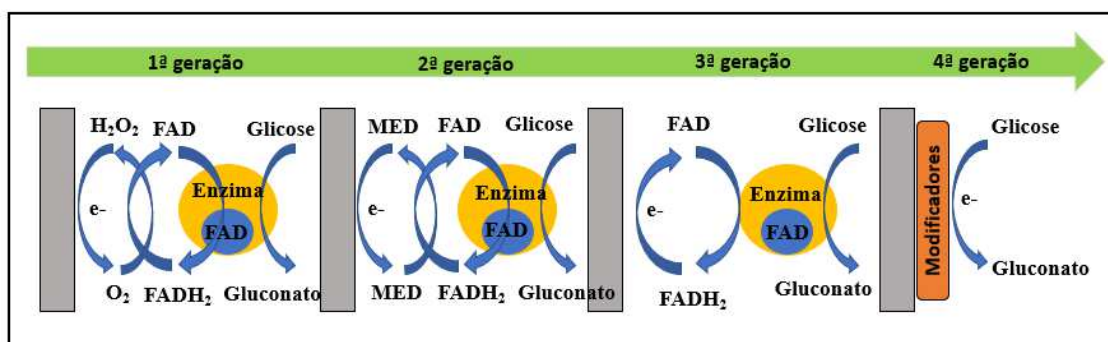 1ª geração
2ª geração
3ª geração
4ª geração
H₂O₂ FAD Glicose
Enzima
e-
FAD
O₂ FADH₂ Gluconato
MED FAD Glicose
Enzima
e-
FAD
MED FADH₂ Gluconato
FAD Glicose
Enzima
e-
FAD
FADH₂ Gluconato
Modificadores
Glicose
e-
Gluconato